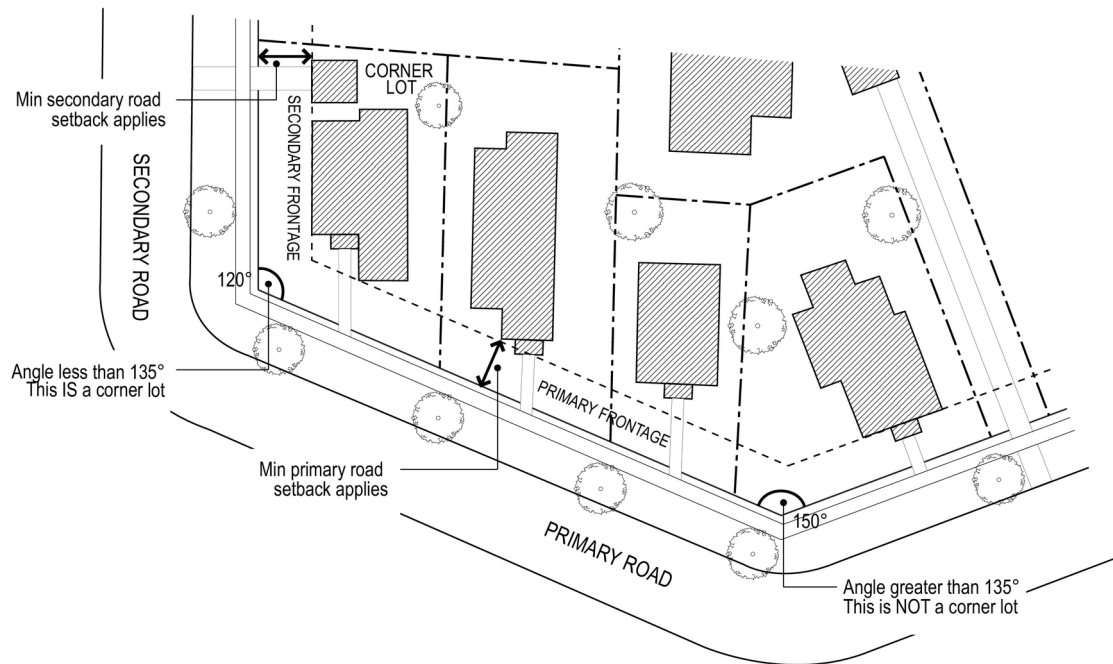 CORNER
LOT
Min secondary road
setback applies
SECONDARY FRONTAGE
SECONDARY ROAD
120°
Angle less than 135°
This IS a corner lot
PRIMARY FRONTAGE
Min primary road
setback applies
150°
PRIMARY ROAD
Angle greater than 135°
This is NOT a corner lot